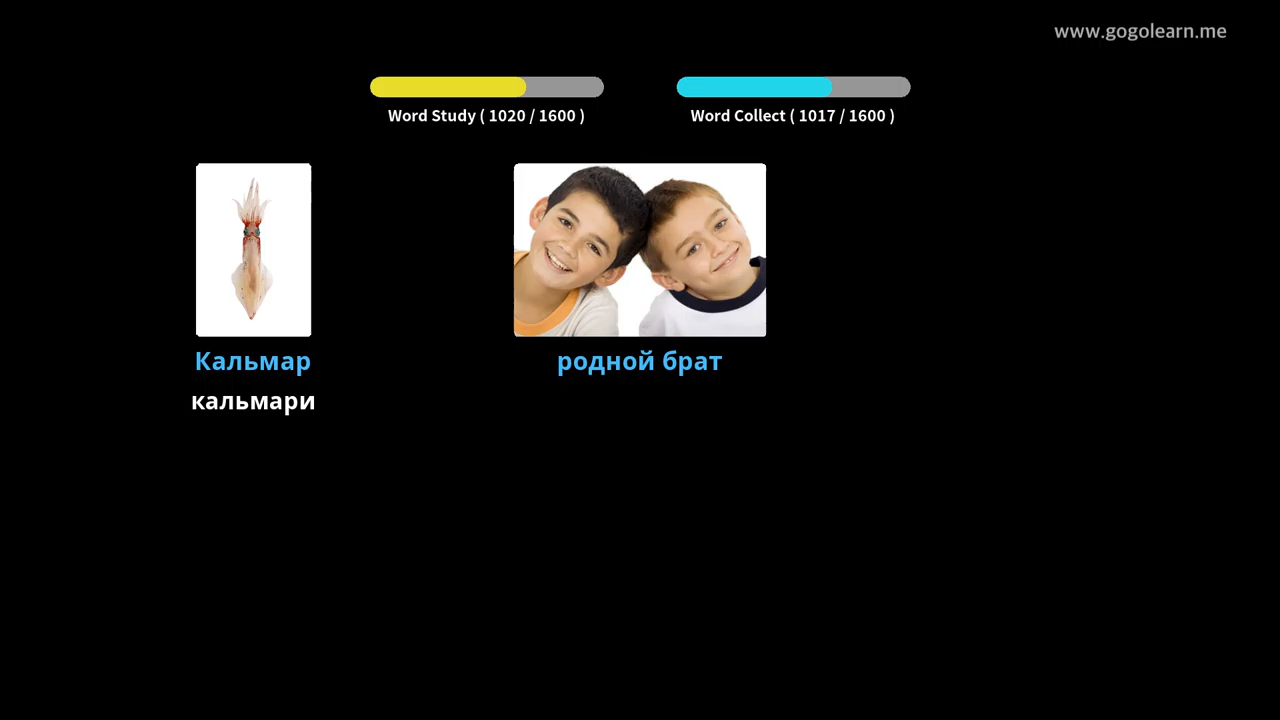 www.gogolearn.me
Word Study ( 1020 / 1600 )
Word Collect ( 1017 / 1600 )
Кальмар
родной брат
кальмари